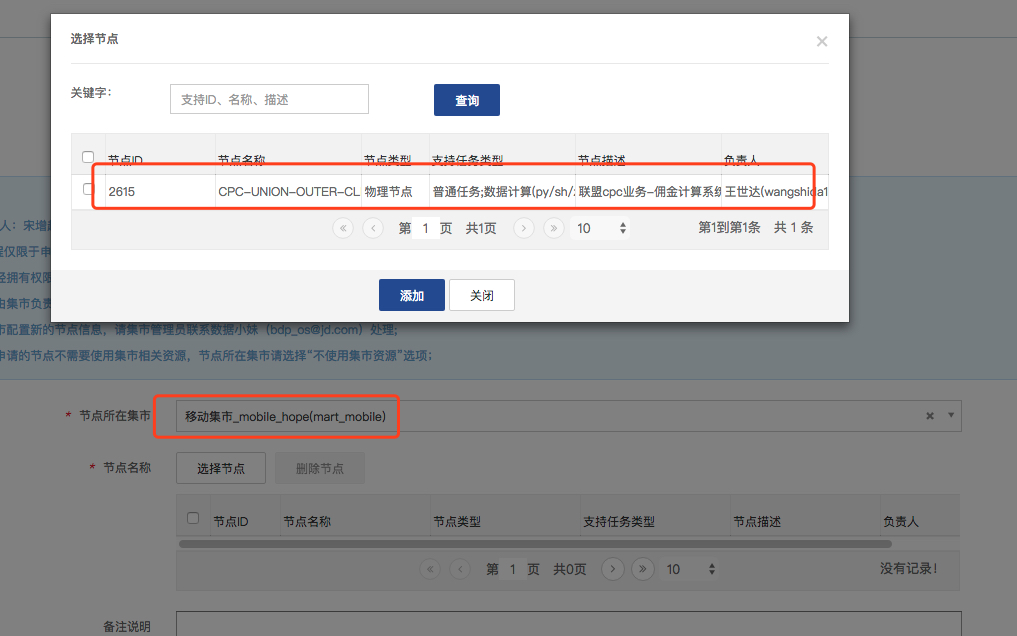 选择节点
×
关键字：
支持ID、名称、描述
查询
节点ID 节点名称 节点类型 支持任务类型 节点描述 负责人
2615 CPC-UNION-OUTER-CL 物理节点 普通任务;数据计算(py/sh/ 联盟cpc业务-佣金计算系统 王世达(wangshida1
第 1 页 共1页 10 第1到第1条 共 1 条
添加 关闭
人：宋增
仅限于申
经拥有权限
由集市负责
市配置新的节点信息，请集市管理员联系数据小妹（bdp_os@jd.com）处理;
申请的节点不需要使用集市相关资源，节点所在集市请选择“不使用集市资源”选项;
* 节点所在集市 移动集市_mobile_hope(mart_mobile)
* 节点名称 选择节点 删除节点
节点ID 节点名称 节点类型 支持任务类型 节点描述 负责人
第 1 页 共0页 10 没有记录!
备注说明